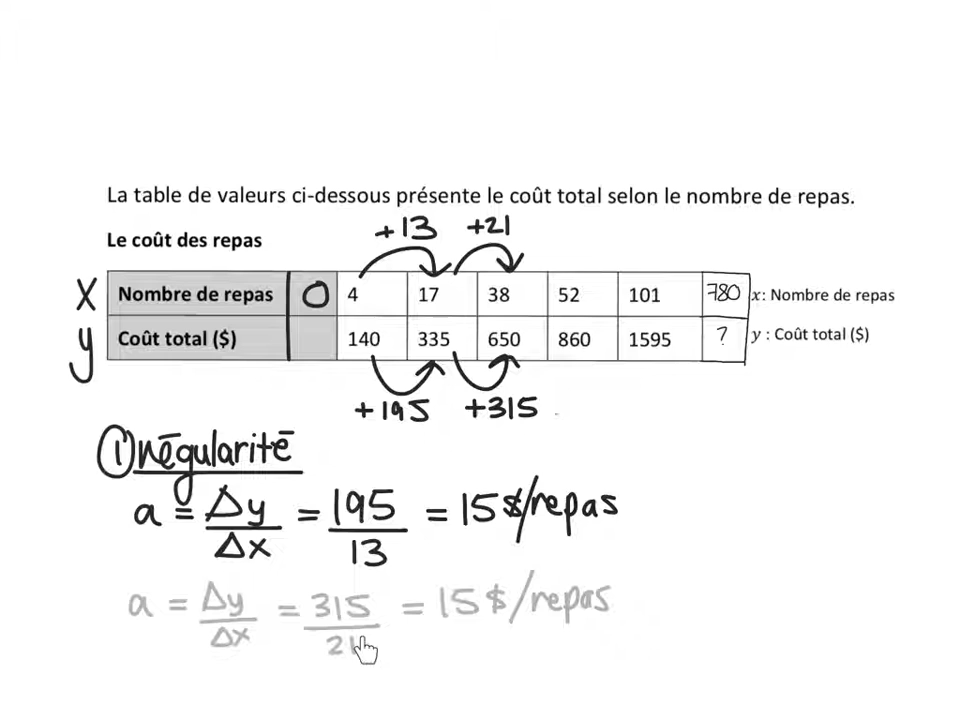 La table de valeurs ci-dessous présente le coût total selon le nombre de repas.
+13 +21
Le coût des repas
x Nombre de repas 0 4 17 38 52 101 780 x: Nombre de repas
y Coût total ($) 140 335 650 860 1595 ? y : Coût total ($)
+195 +315
① régularité
a = Δy/Δx = 195/13 = 15 $/repas
a = Δy/Δx = 315/21 = 15 $/repas